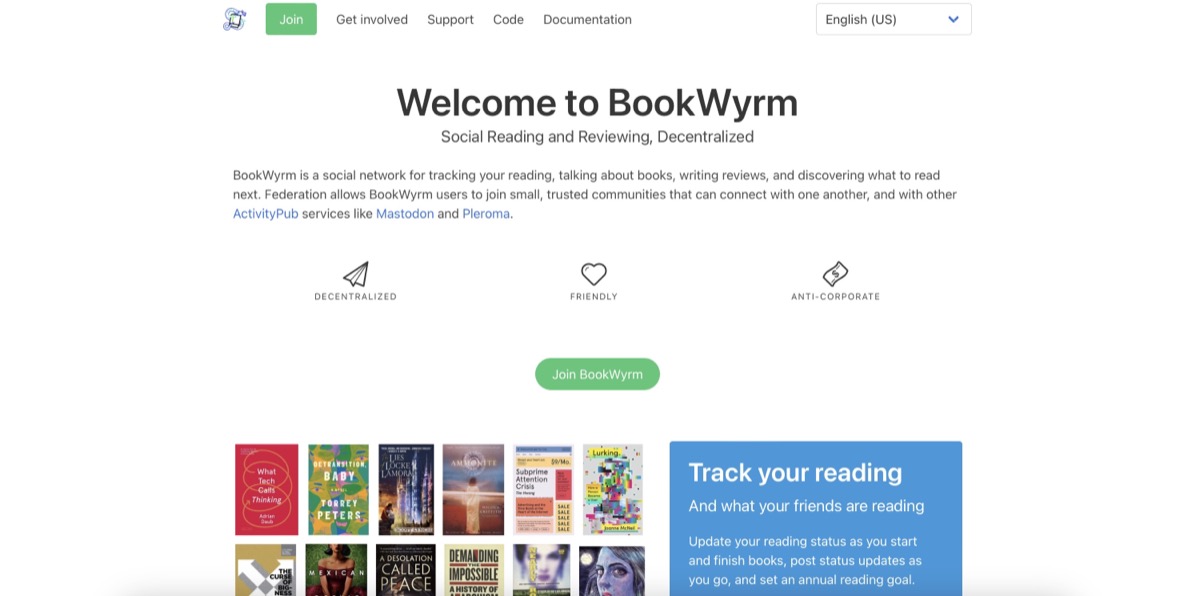 Join
Get involved
Support
Code
Documentation
English (US)
Welcome to BookWyrm
Social Reading and Reviewing, Decentralized
BookWyrm is a social network for tracking your reading, talking about books, writing reviews, and discovering what to read
next. Federation allows BookWyrm users to join small, trusted communities that can connect with one another, and with other
ActivityPub services like Mastodon and Pleroma.
DECENTRALIZED
FRIENDLY
ANTI-CORPORATE
Join BookWyrm
What
Tech
Calls
Thinking
Adrian
Daub
DETRANSITION,
BABY
TORREY
PETERS
LIES
LOCKE
LAMORA
AMMONITE
$9/Mo.
Subprime
Attention
Crisis
Tim Hwang
SALE
SALE
SALE
SALE
Lurking.
Joanne McNeil
THE
CURSE
OF BIG-
NESS
MEXICAN
A DESOLATION
CALLED
PEACE
DEMANDING
THE
IMPOSSIBLE
A HISTORY OF
Track your reading
And what your friends are reading
Update your reading status as you start
and finish books, post status updates as
you go, and set an annual reading goal.